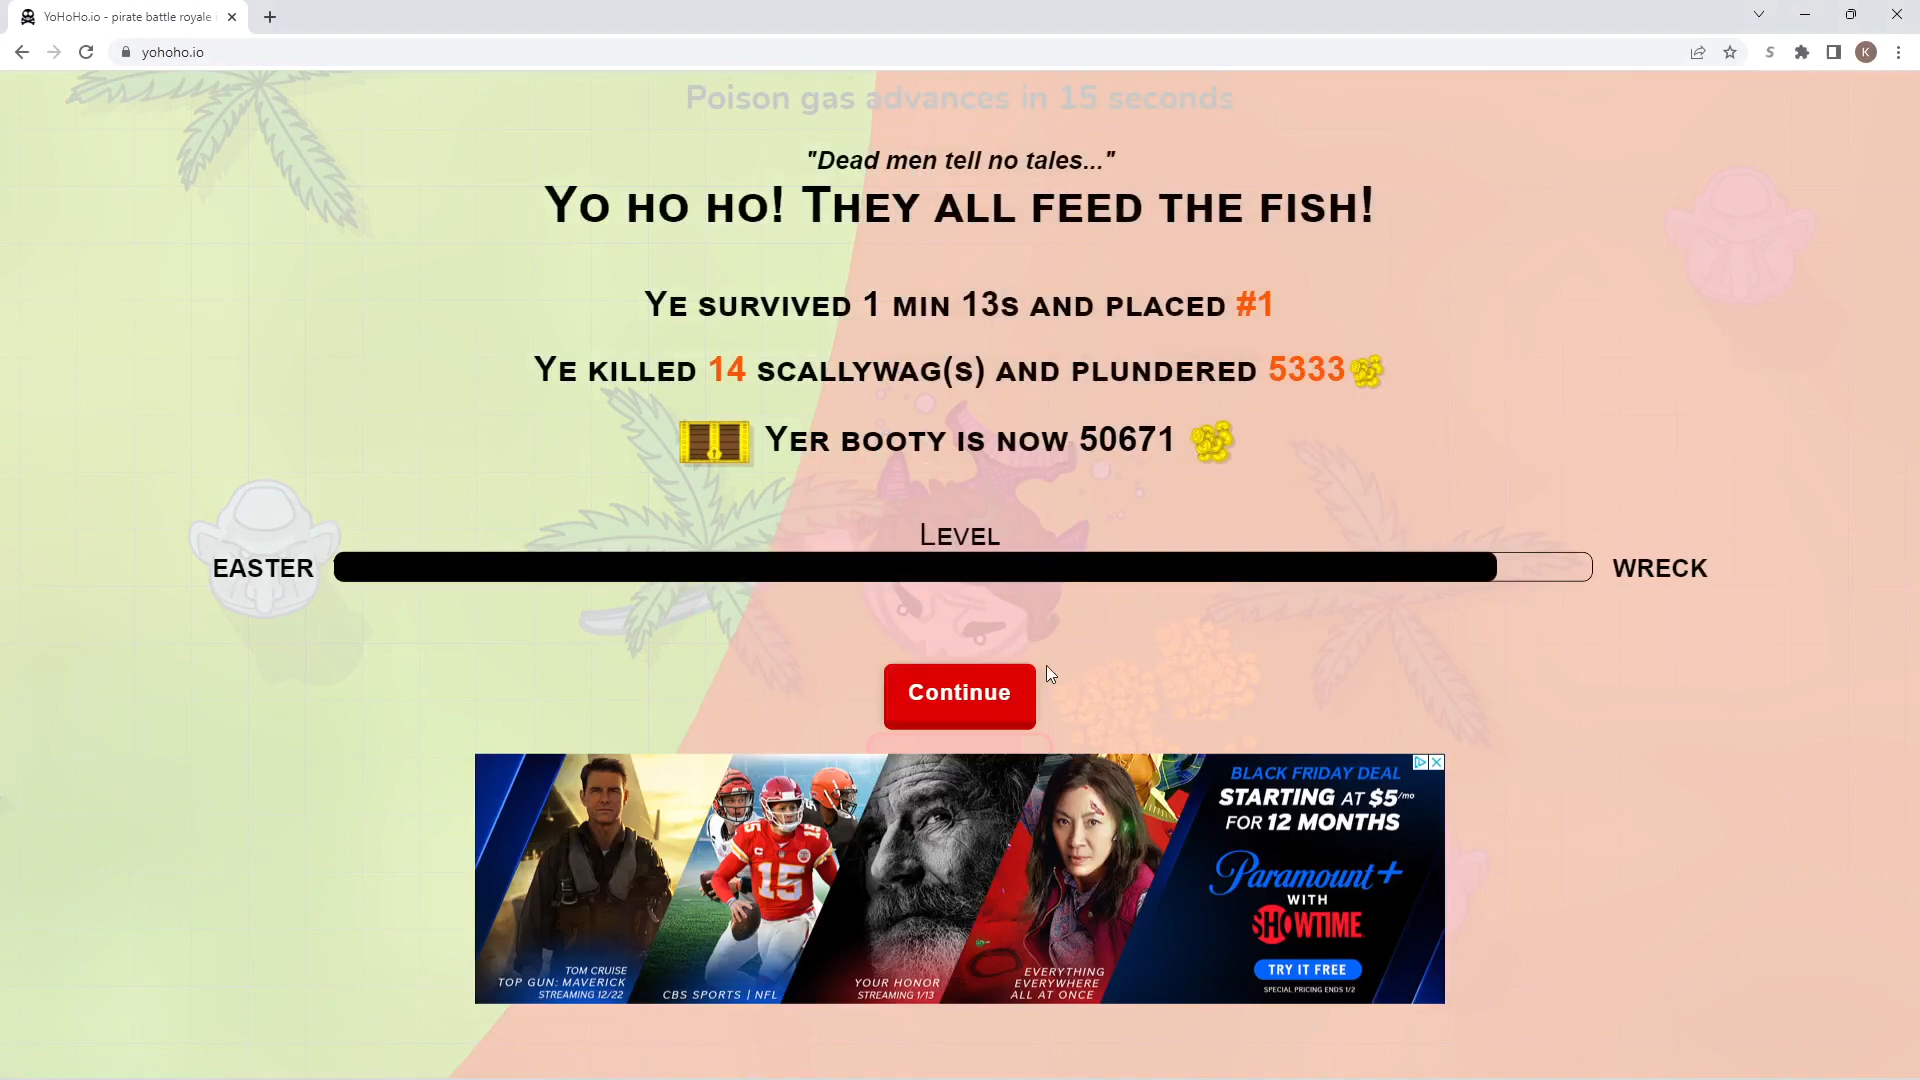 YoHoHo.io - pirate battle royale
yohoho.io
S
K
Poison gas advances in 15 seconds
"Dead men tell no tales..."
Yo ho ho! They all feed the fish!
Ye survived 1 min 13s and placed #1
Ye killed 14 scallywag(s) and plundered 5333
Yer booty is now 50671
Level
EASTER
WRECK
Continue
TOM CRUISE
TOP GUN: MAVERICK
STREAMING 12/22
CBS SPORTS | NFL
15
YOUR HONOR
STREAMING 1/13
EVERYTHING
EVERYWHERE
ALL AT ONCE
BLACK FRIDAY DEAL
STARTING AT $5/mo
FOR 12 MONTHS
Paramount+
WITH
SHOWTIME
TRY IT FREE
SPECIAL PRICING ENDS 1/2